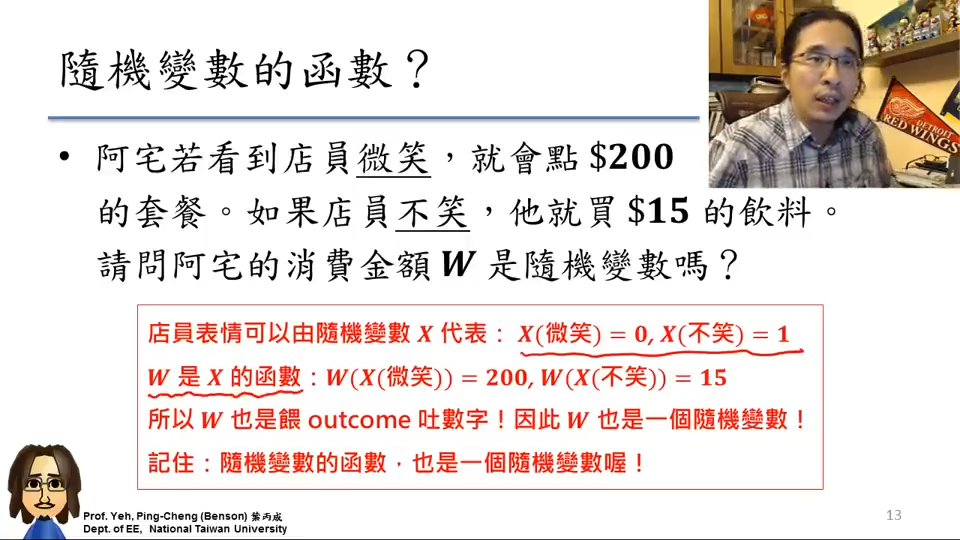 隨機變數的函數？
DETROIT
RED WINGS
• 阿宅若看到店員微笑，就會點 $200
的套餐。如果店員不笑，他就買 $15 的飲料。
請問阿宅的消費金額 W 是隨機變數嗎？
店員表情可以由隨機變數 X 代表： X(微笑) = 0, X(不笑) = 1
W 是 X 的函數：W(X(微笑)) = 200, W(X(不笑)) = 15
所以 W 也是餵 outcome 吐數字！因此 W 也是一個隨機變數！
記住：隨機變數的函數，也是一個隨機變數喔！
Prof. Yeh, Ping-Cheng (Benson) 葉丙成
Dept. of EE, National Taiwan University
13